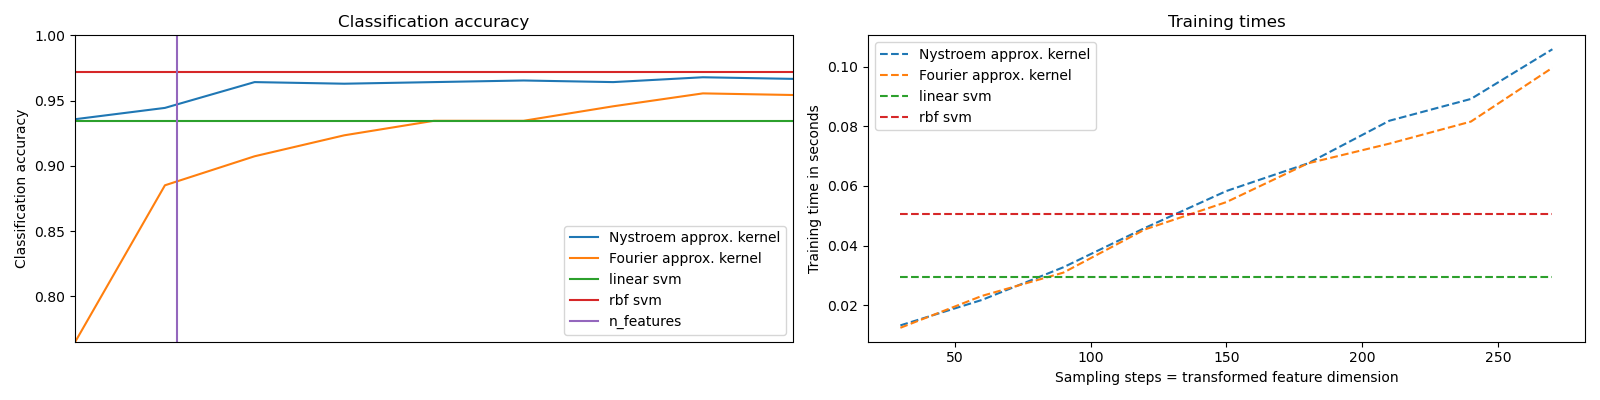 Classification accuracy
Classification accuracy
1.00
0.95
0.90
0.85
0.80
Nystroem approx. kernel
Fourier approx. kernel
linear svm
rbf svm
n_features
Training times
Training time in seconds
0.10
0.08
0.06
0.04
0.02
Nystroem approx. kernel
Fourier approx. kernel
linear svm
rbf svm
50
100
150
200
250
Sampling steps = transformed feature dimension